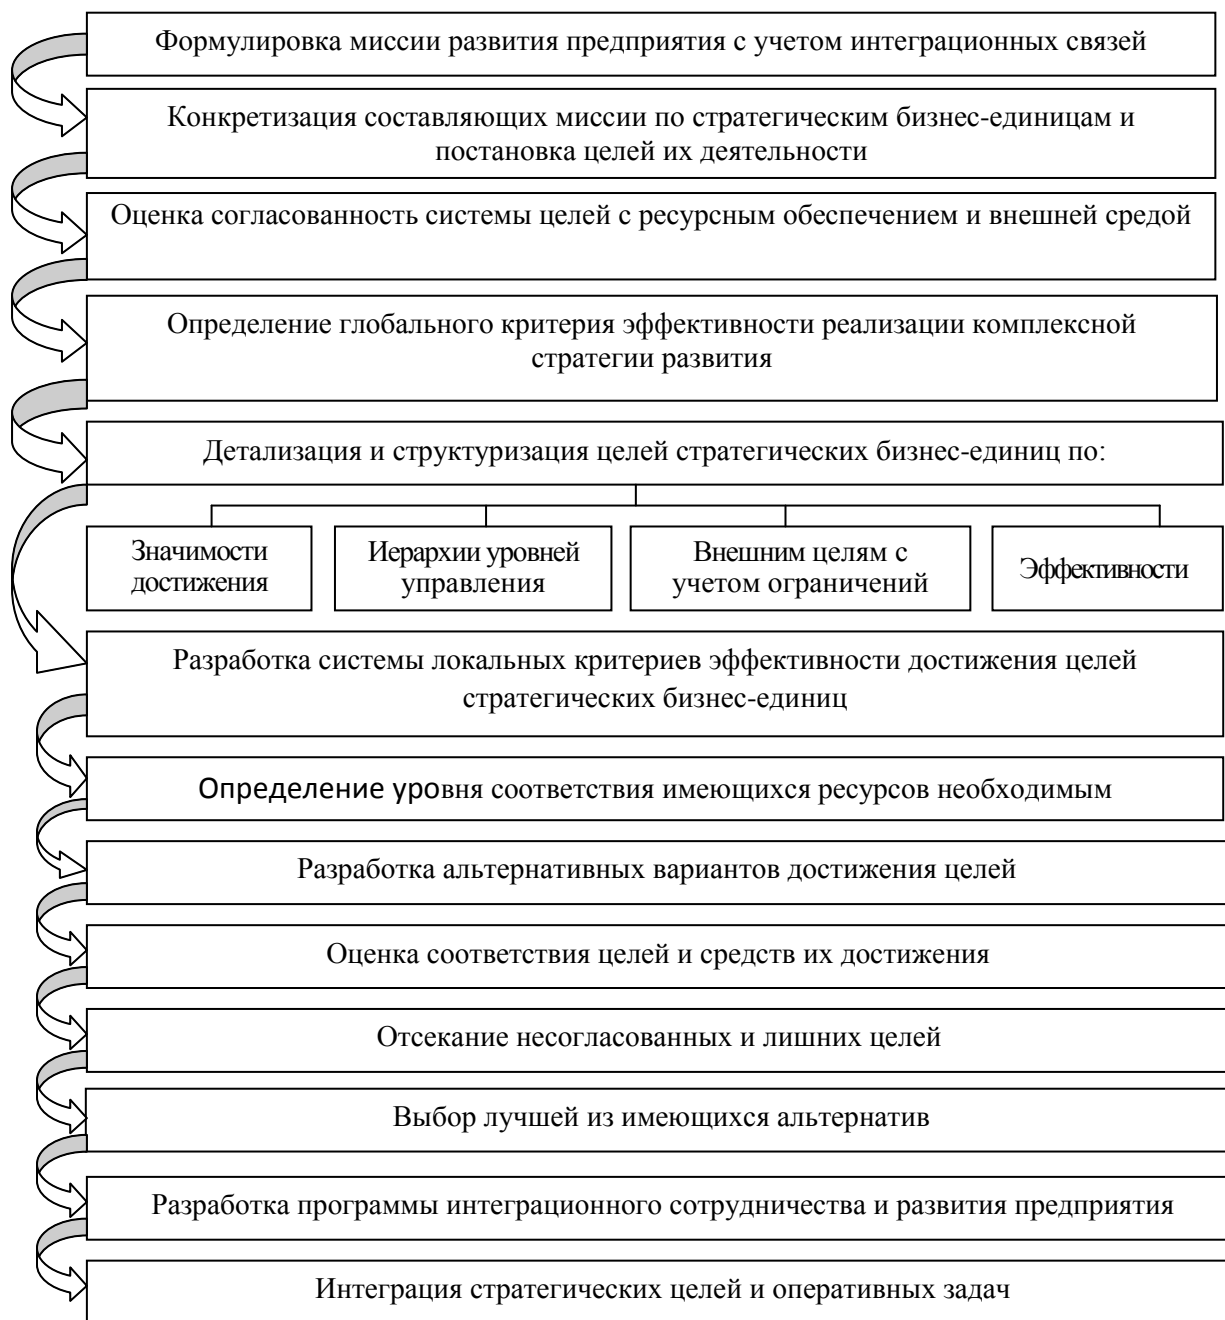 Формулировка миссии развития предприятия с учетом интеграционных связей
Конкретизация составляющих миссии по стратегическим бизнес-единицам и
постановка целей их деятельности
Оценка согласованность системы целей с ресурсным обеспечением и внешней средой
Определение глобального критерия эффективности реализации комплексной
стратегии развития
Детализация и структуризация целей стратегических бизнес-единиц по:
Значимости
достижения
Иерархии уровней
управления
Внешним целям с
учетом ограничений
Эффективности
Разработка системы локальных критериев эффективности достижения целей
стратегических бизнес-единиц
Определение уровня соответствия имеющихся ресурсов необходимым
Разработка альтернативных вариантов достижения целей
Оценка соответствия целей и средств их достижения
Отсекание несогласованных и лишних целей
Выбор лучшей из имеющихся альтернатив
Разработка программы интеграционного сотрудничества и развития предприятия
Интеграция стратегических целей и оперативных задач